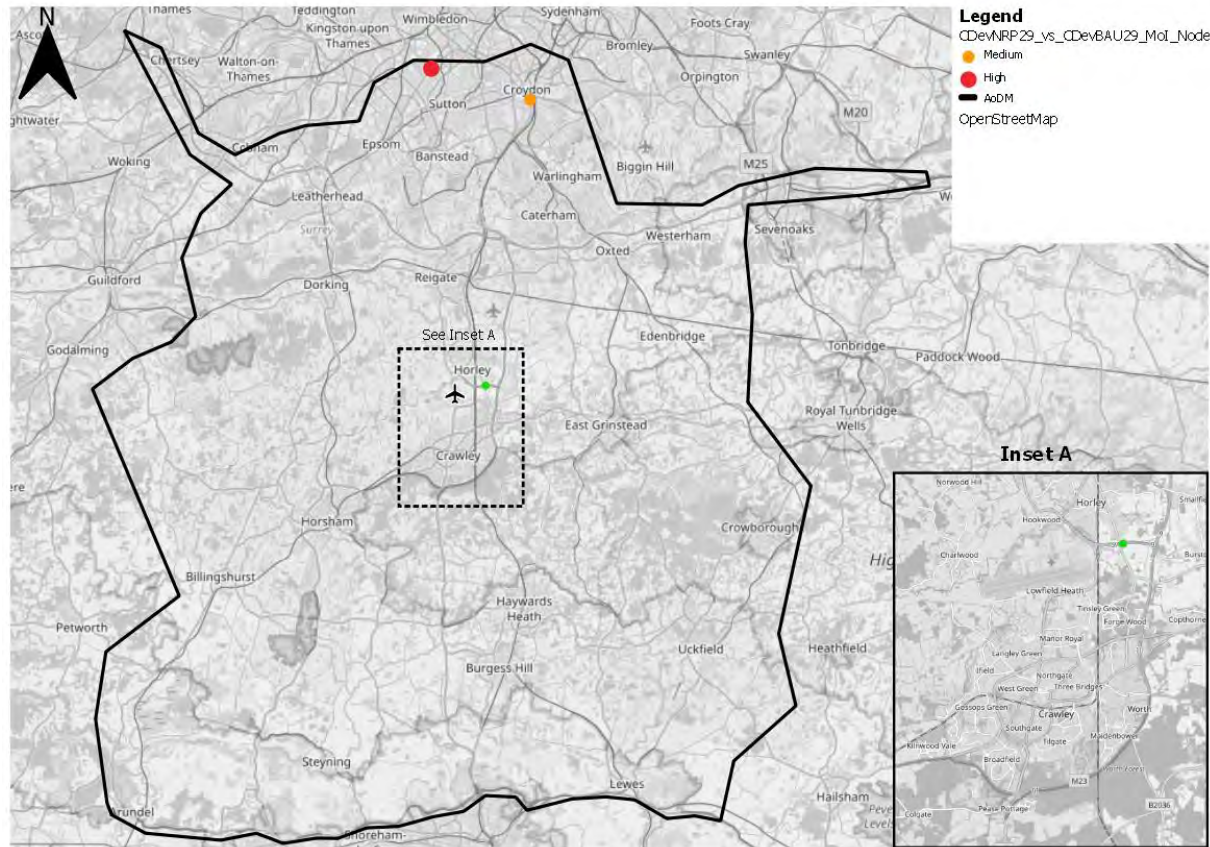 N
Thames
Teddington
Wimbledon
Sydenham
Foots Cray
Kingston upon
Thames
Bromley
Swanley
Chertsey
Walton-on-
Thames
Orpington
Croydon
M20
Sutton
Cobham
Epsom
Banstead
Biggin Hill
M25
Woking
Warlingham
Leatherhead
Caterham
Sevenoaks
Surrey
Westerham
Oxted
Guildford
Dorking
Reigate
See Inset A
Edenbridge
Godalming
Tonbridge
Paddock Wood
Horley
Royal Tunbridge
Wells
East Grinstead
Crawley
Horsham
Crowborough
Billingshurst
Haywards
Heath
Petworth
Uckfield
Heathfield
Burgess Hill
Steyning
Lewes
Hailsham
Arundel
Shoreham-
Legend
CDevNRP29_vs_CDevBAU29_MoI_Node
Medium
High
AoDM
OpenStreetMap
Inset A
Norwood Hill
Horley
Smallfie
Hookwood
Charlwood
Burst
Lowfield Heath
Tinsley Green
Forge Wood
Copthorne
Manor Royal
Langley Green
Ifield
Northgate
West Green
Three Bridges
Gossops Green
Crawley
Worth
Southgate
Maidenbower
Kilnwood Vale
Tilgate
Broadfield
M23
Pease Pottage
B2036
Colgate